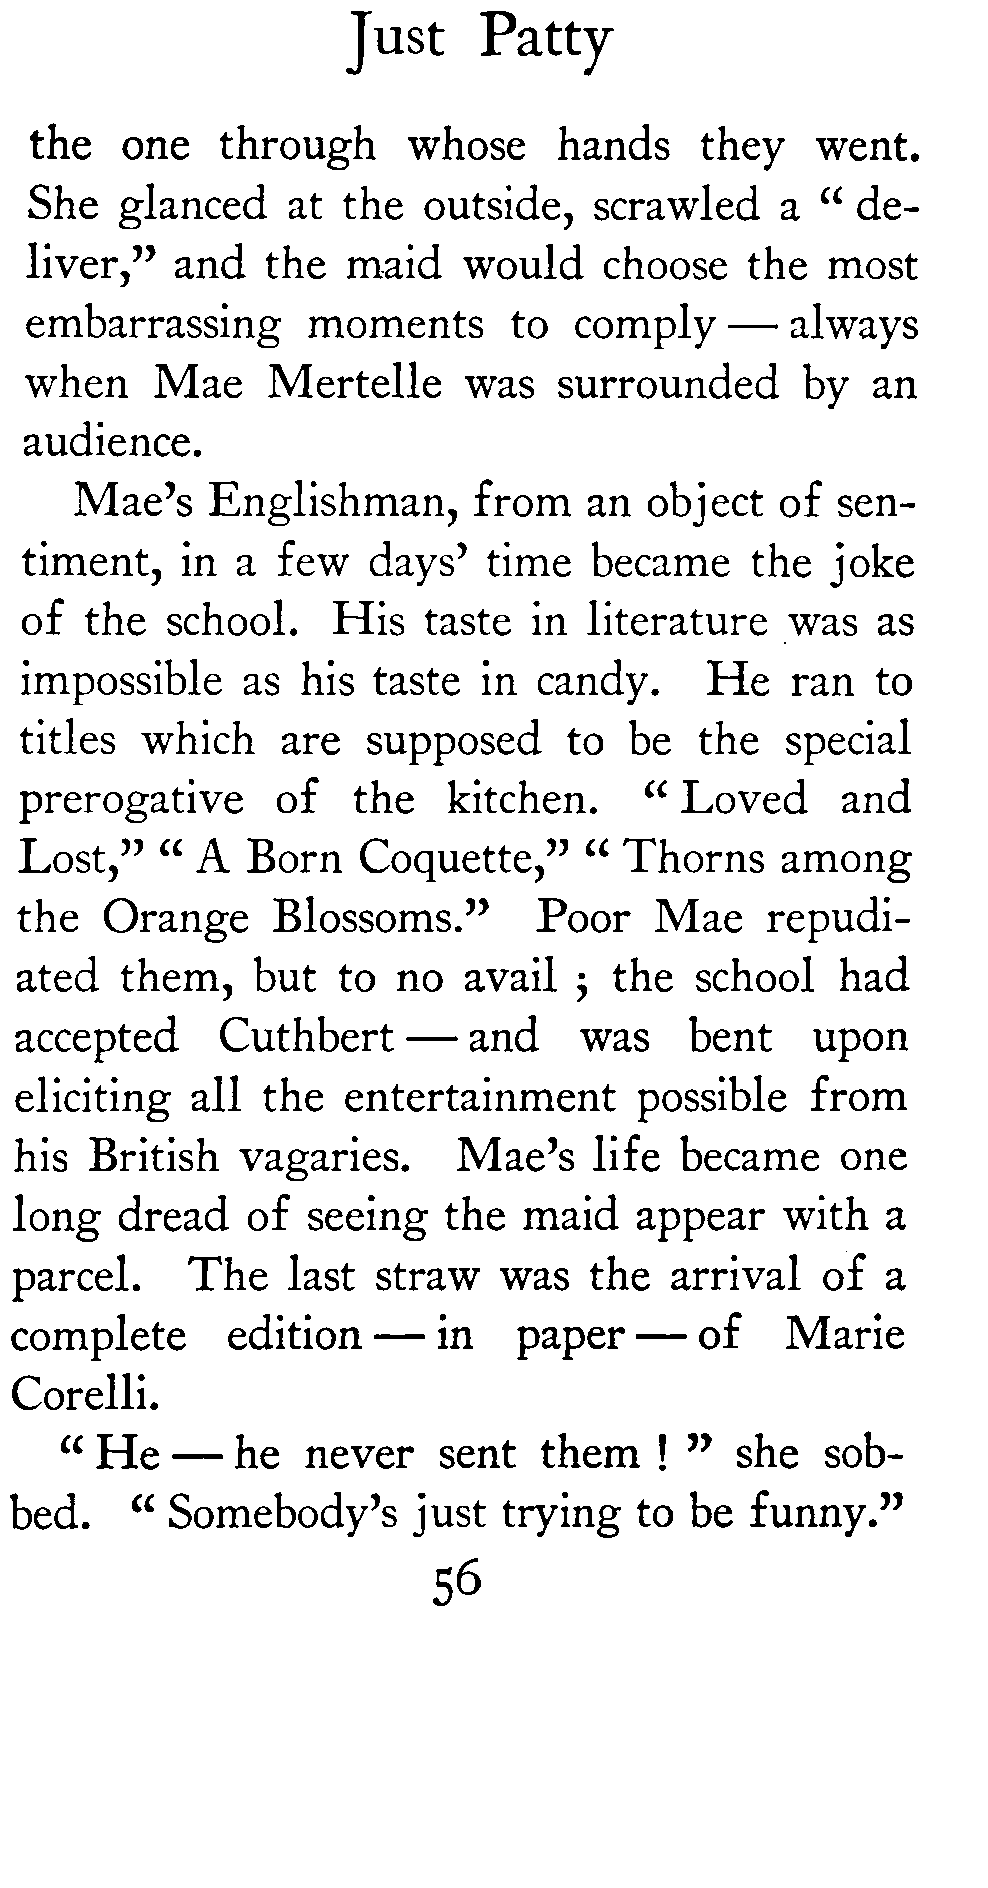 Just Patty
the one through whose hands they went.
She glanced at the outside, scrawled a “ de-
liver,” and the maid would choose the most
embarrassing moments to comply — always
when Mae Mertelle was surrounded by an
audience.
Mae’s Englishman, from an object of sen-
timent, in a few days’ time became the joke
of the school. His taste in literature was as
impossible as his taste in candy. He ran to
titles which are supposed to be the special
prerogative of the kitchen. “ Loved and
Lost,” “ A Born Coquette,” “ Thorns among
the Orange Blossoms.” Poor Mae repudi-
ated them, but to no avail ; the school had
accepted Cuthbert — and was bent upon
eliciting all the entertainment possible from
his British vagaries. Mae’s life became one
long dread of seeing the maid appear with a
parcel. The last straw was the arrival of a
complete edition — in paper — of Marie
Corelli.
“ He — he never sent them ! ” she sob-
bed. “ Somebody’s just trying to be funny.”
56